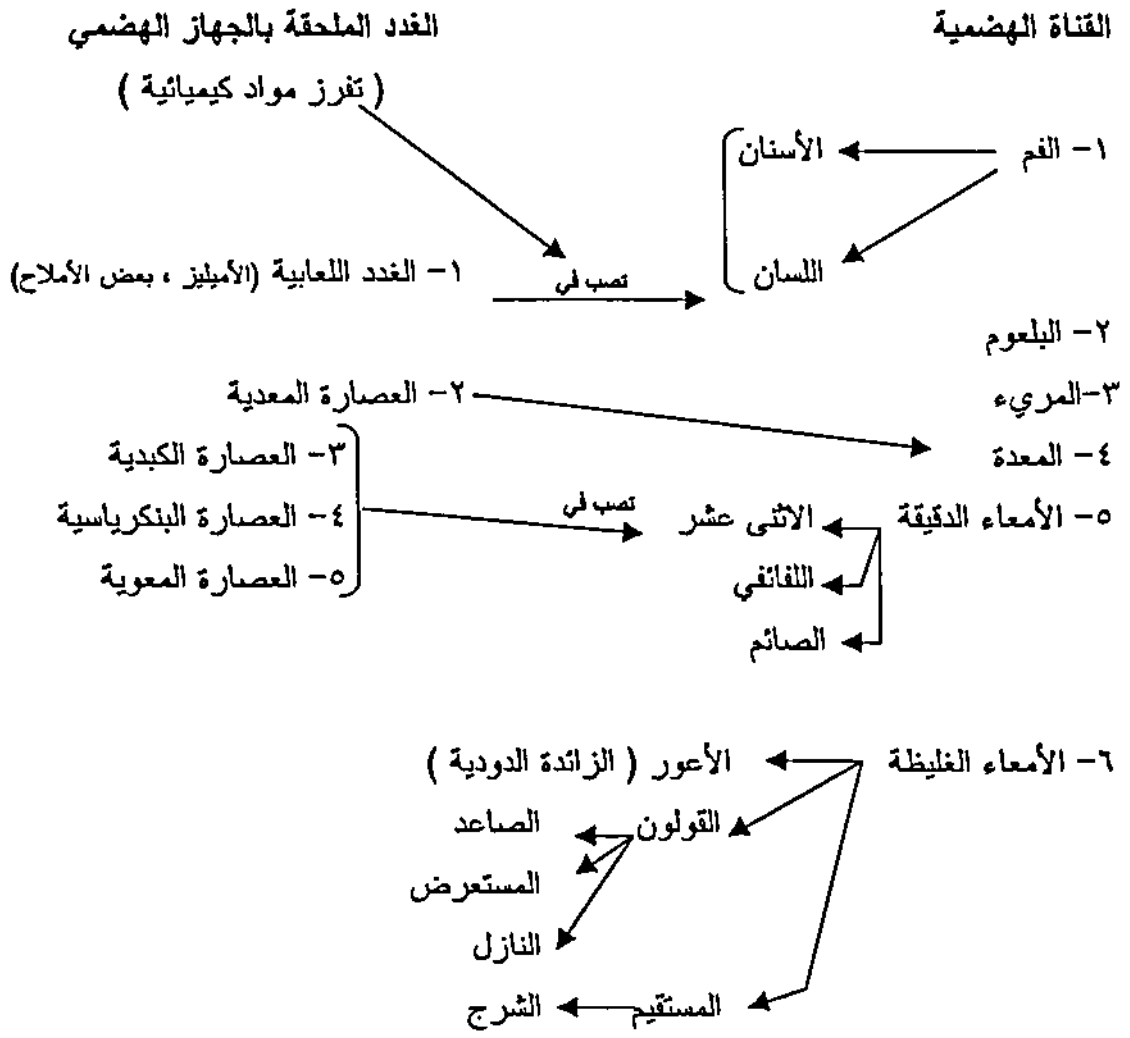 القناة الهضمية الغدد الملحقة بالجهاز الهضمي
( تفرز مواد كيميائية )
١- الفم الأسنان
اللسان تصب في ١- الغدد اللعابية (الأميليز ، بعض الأملاح)
٢- البلعوم
٣-المريء ٢- العصارة المعدية
٤- المعدة ٣- العصارة الكبدية
٥- الأمعاء الدقيقة الاثنى عشر تصب في ٤- العصارة البنكرياسية
اللفائفي ٥- العصارة المعوية
الصائم
٦- الأمعاء الغليظة الأعور ( الزائدة الدودية )
القولون الصاعد
المستعرض
النازل
المستقيم الشرج